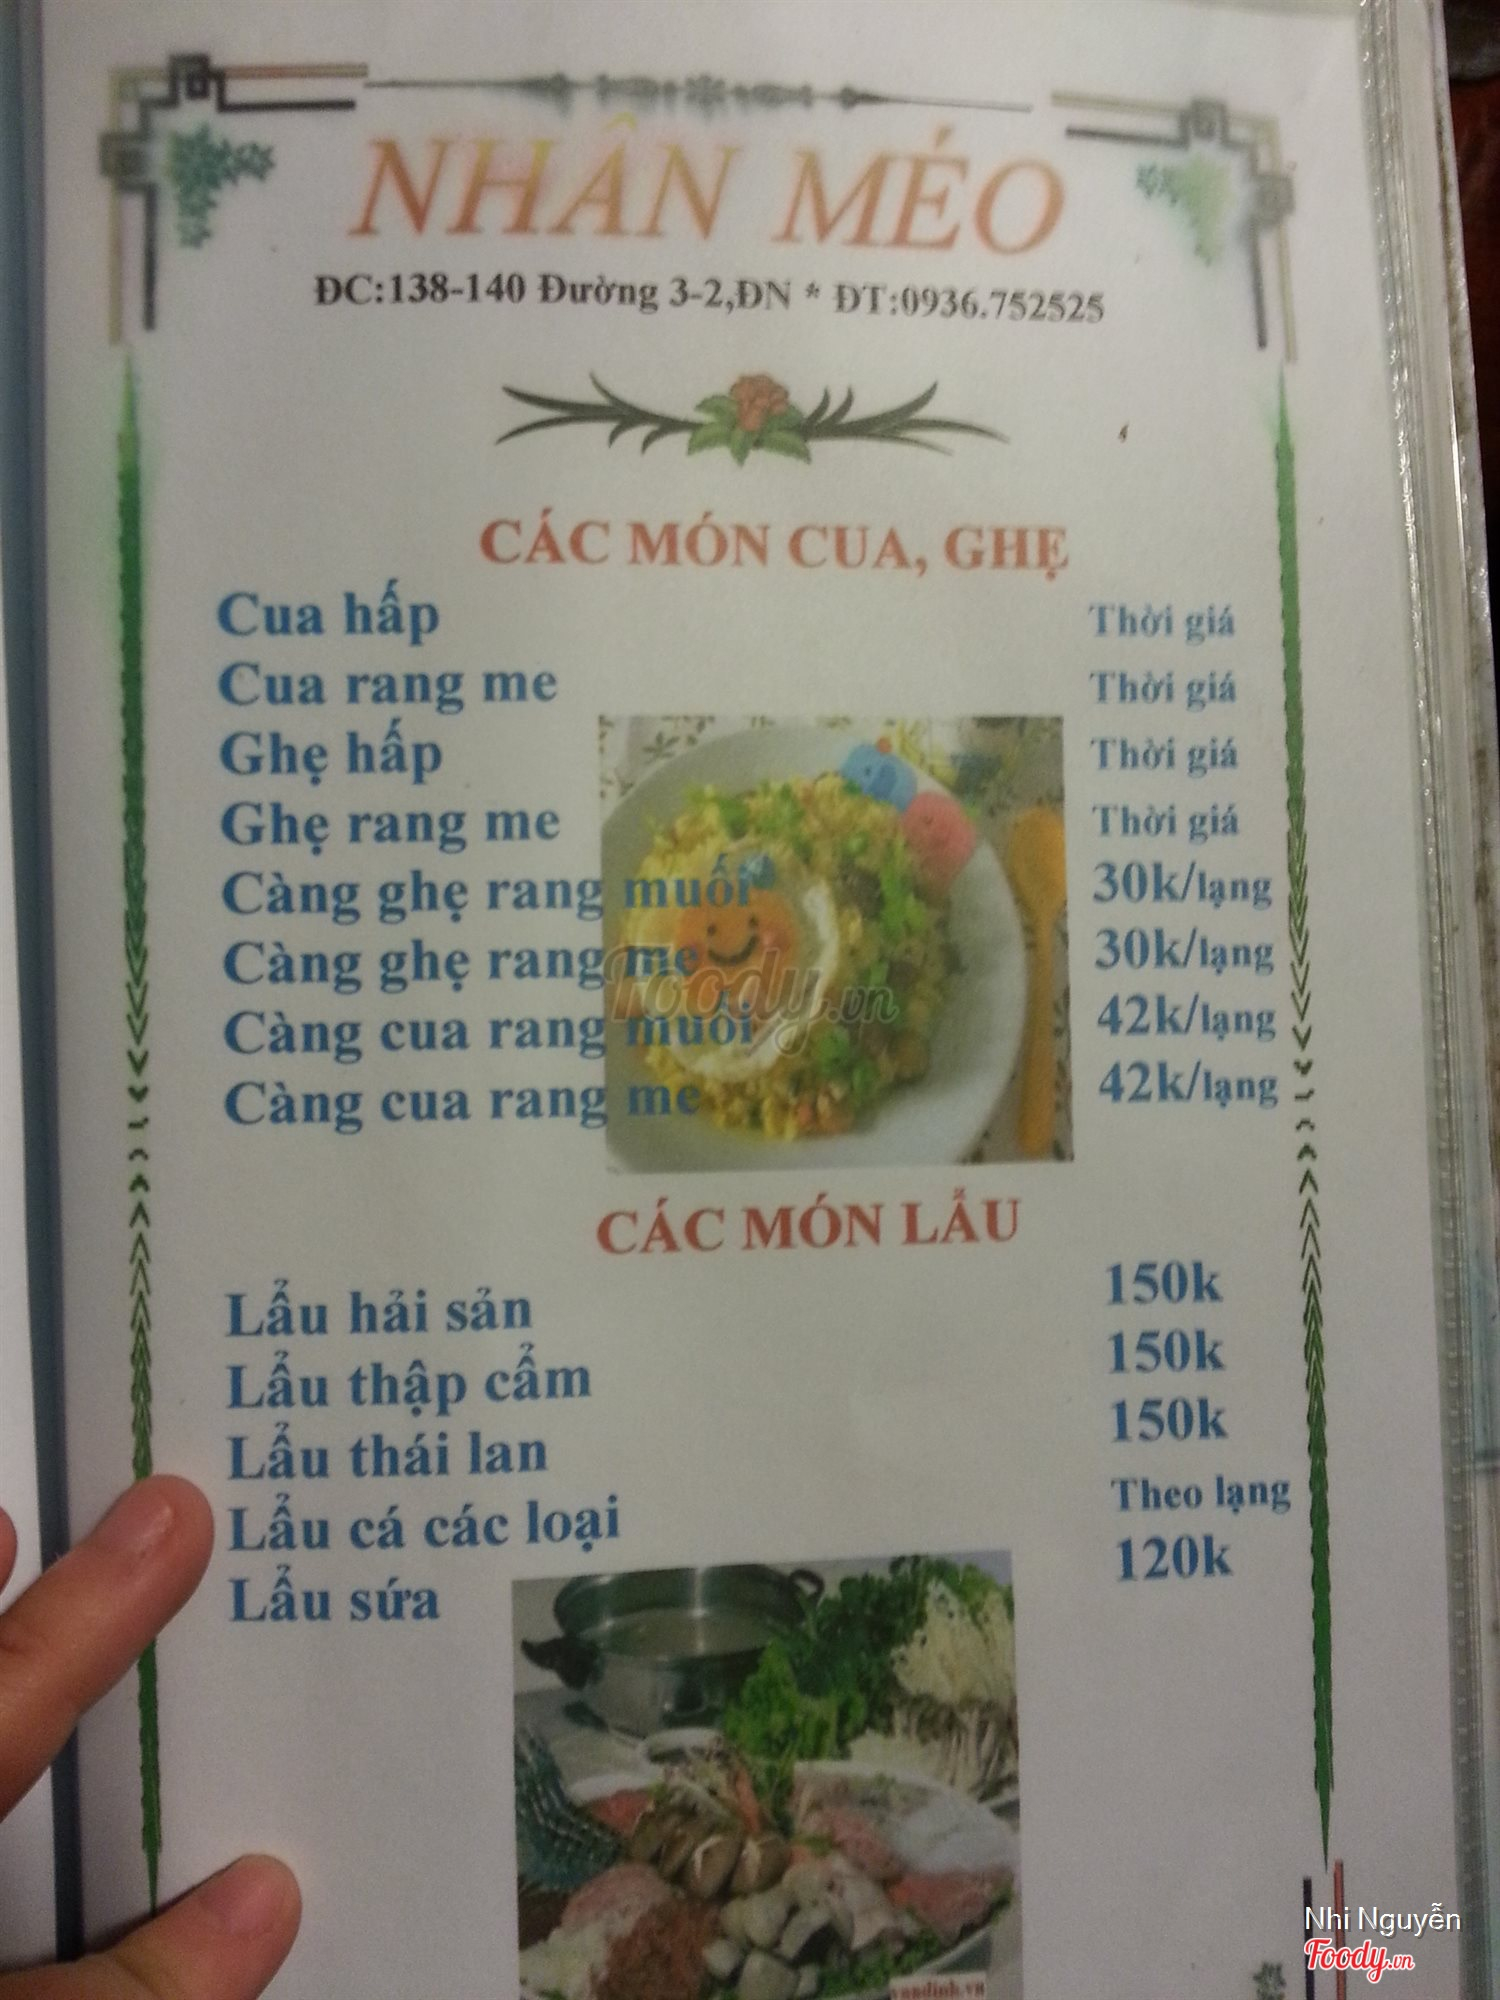 NHÂN MÉO
ĐC:138-140 Đường 3-2,ĐN * ĐT:0936.752525
CÁC MÓN CUA, GHẸ
Cua hấp Thời giá
Cua rang me Thời giá
Ghẹ hấp Thời giá
Ghẹ rang me Thời giá
Càng ghẹ rang muối 30k/lạng
Càng ghẹ rang me 30k/lạng
Càng cua rang muối 42k/lạng
Càng cua rang me 42k/lạng
Foody.vn
CÁC MÓN LẨU
Lẩu hải sản 150k
Lẩu thập cẩm 150k
Lẩu thái lan 150k
Lẩu cá các loại Theo lạng
Lẩu sứa 120k
Nhi Nguyễn
Foody.vn